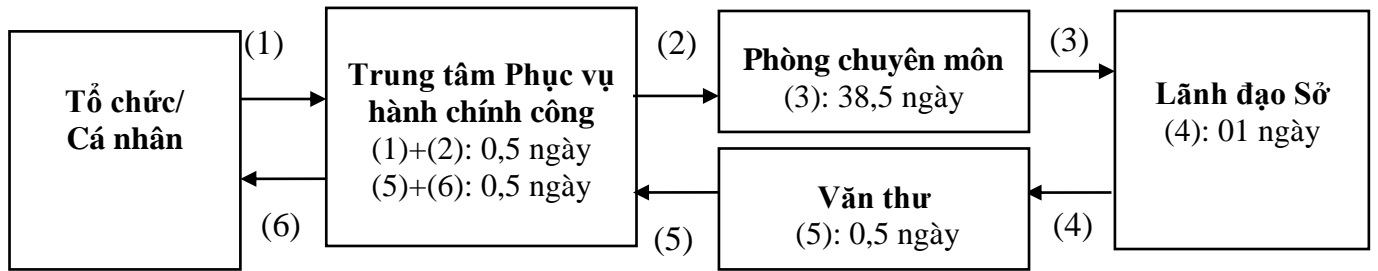 Tổ chức/
Cá nhân
(1)
Trung tâm Phục vụ
hành chính công
(1)+(2): 0,5 ngày
(5)+(6): 0,5 ngày
(2)
Phòng chuyên môn
(3): 38,5 ngày
(3)
Lãnh đạo Sở
(4): 01 ngày
(4)
Văn thư
(5): 0,5 ngày
(5)
(6)